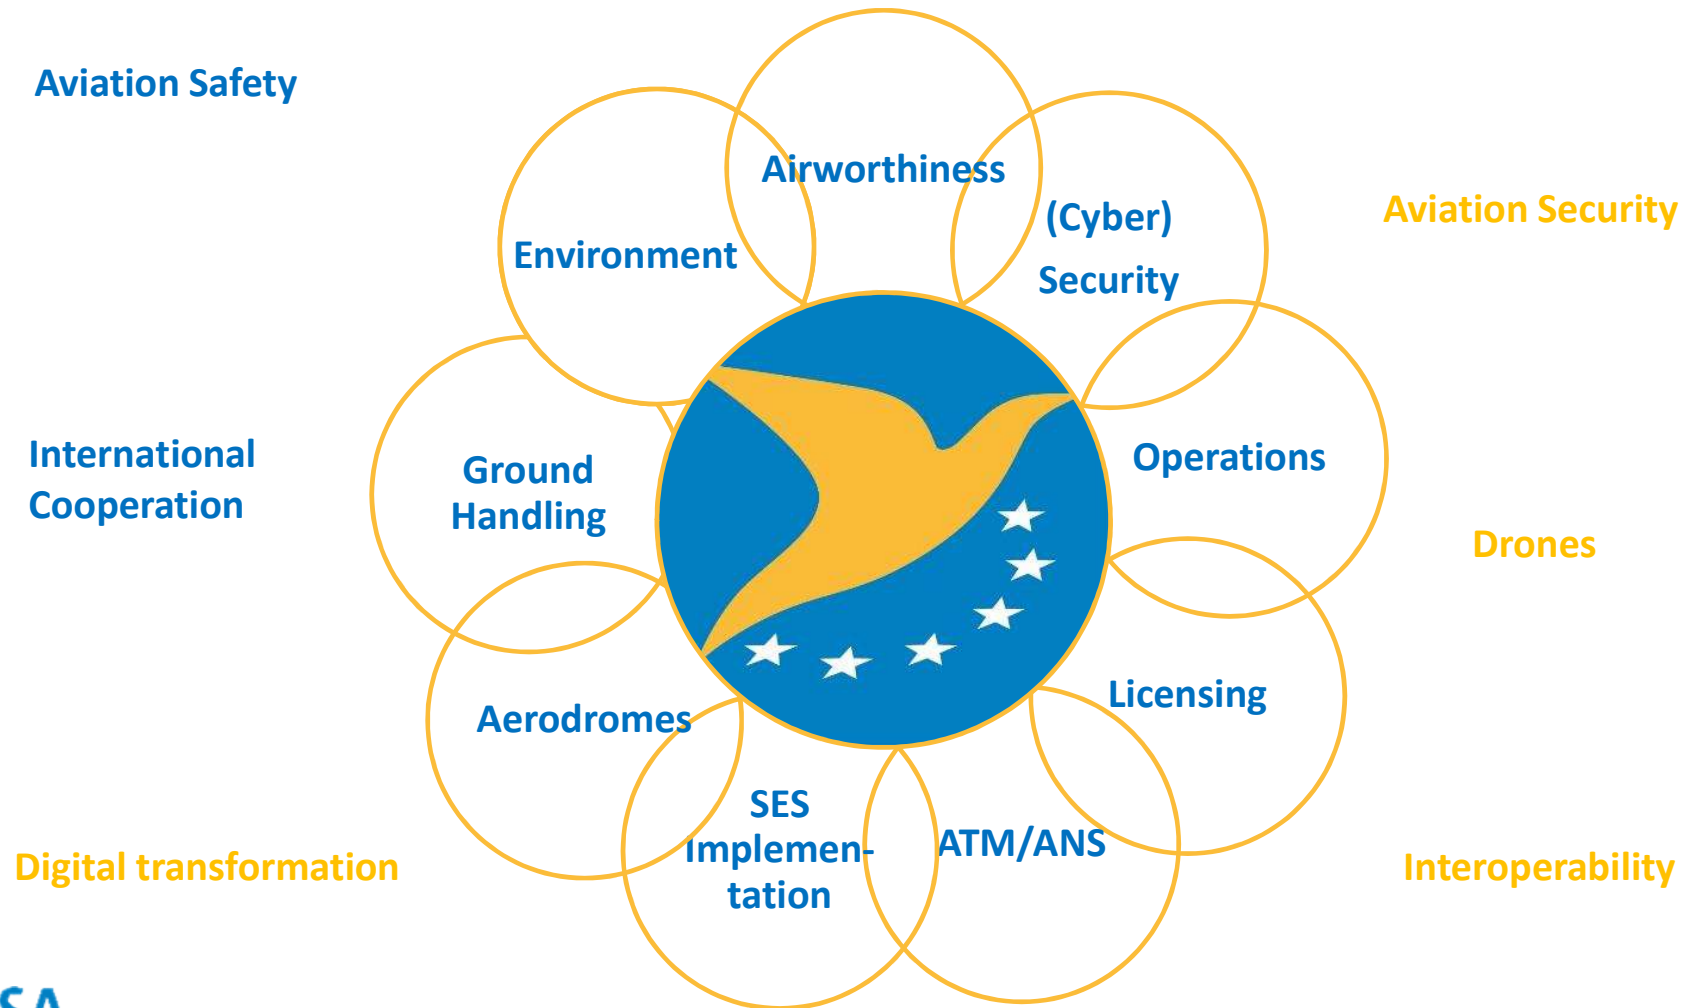 Aviation Safety
Airworthiness
(Cyber)
Security
Aviation Security
Environment
International
Cooperation
Ground
Handling
Operations
Drones
Aerodromes
Licensing
SES
Implemen-
tation
ATM/ANS
Digital transformation
Interoperability